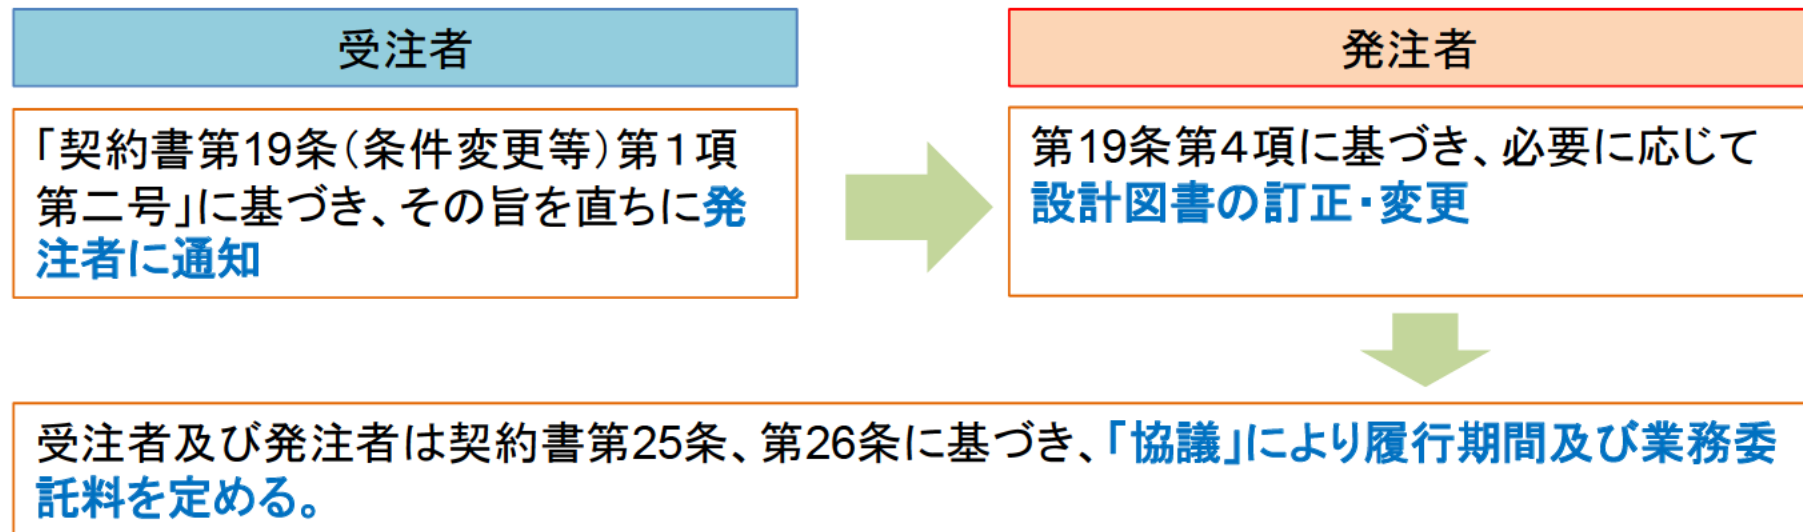 受注者
発注者
「契約書第19条（条件変更等）第１項
第二号」に基づき、その旨を直ちに発
注者に通知
第19条第４項に基づき、必要に応じて
設計図書の訂正・変更
受注者及び発注者は契約書第25条、第26条に基づき、「協議」により履行期間及び業務委
託料を定める。